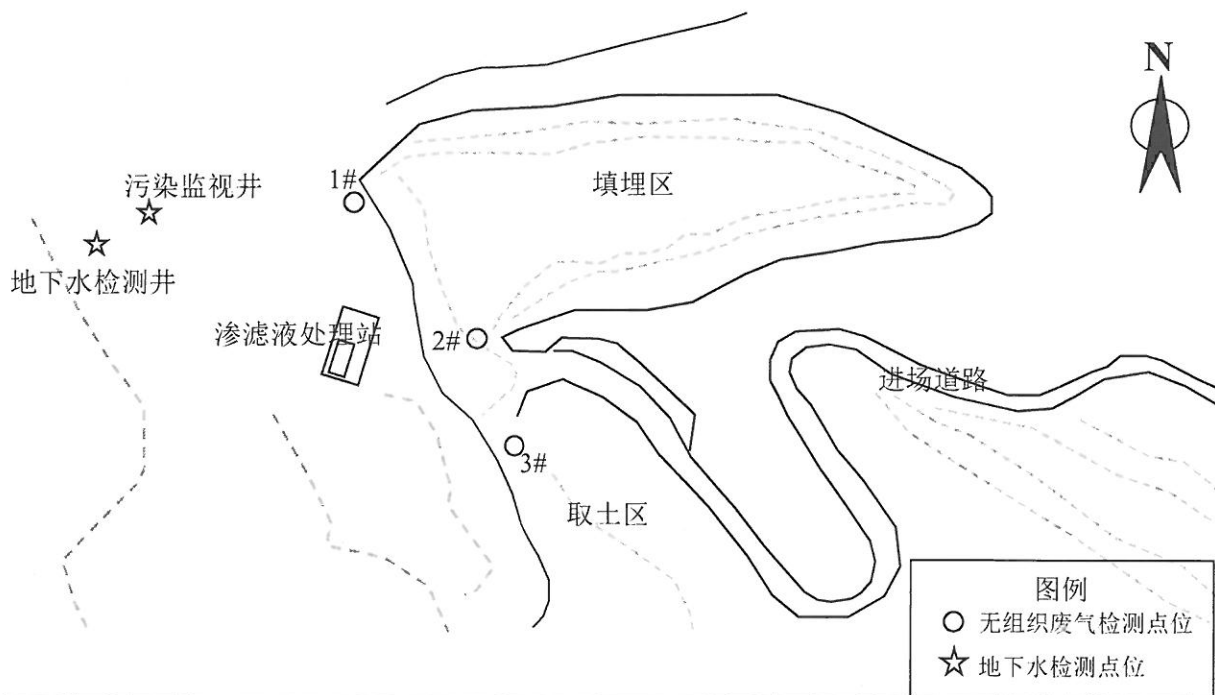 N
1#
污染监视井
填埋区
地下水检测井
渗滤液处理站
2#
进场道路
3#
取土区
图例
无组织废气检测点位
地下水检测点位